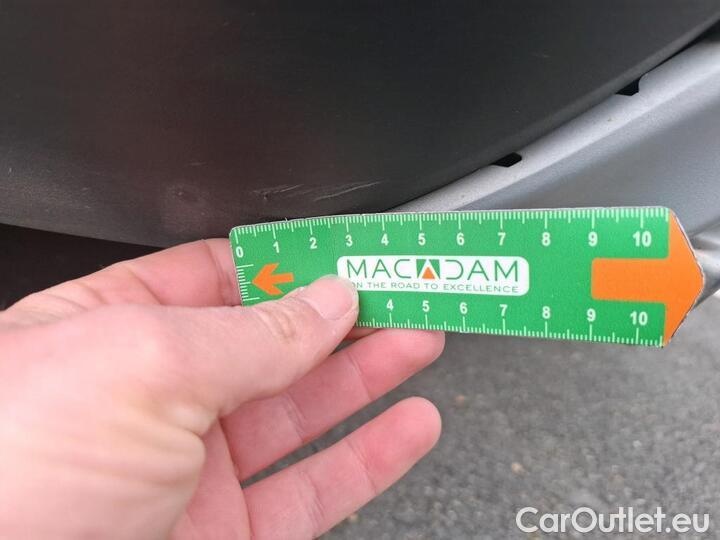 0 1 2 3 4 5 6 7 8 9 10
MACADAM
ON THE ROAD TO EXCELLENCE
4 5 6 7 8 9 10
CarOutlet.eu